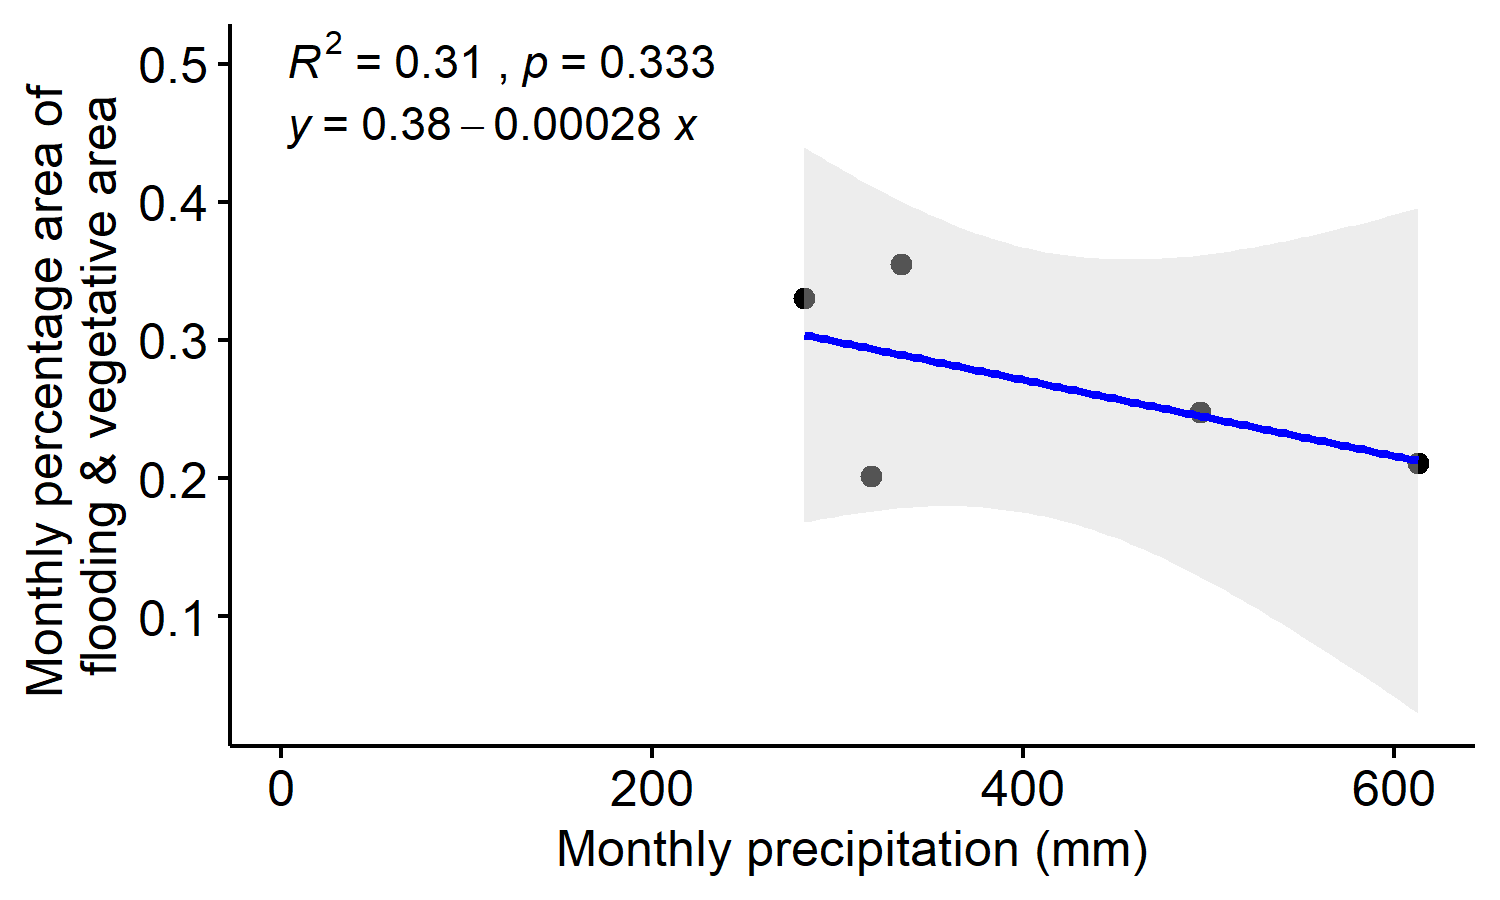 R² = 0.31 , p = 0.333
y = 0.38 – 0.00028 x
Monthly percentage area of
flooding & vegetative area
0.5
0.4
0.3
0.2
0.1
0 200 400 600
Monthly precipitation (mm)